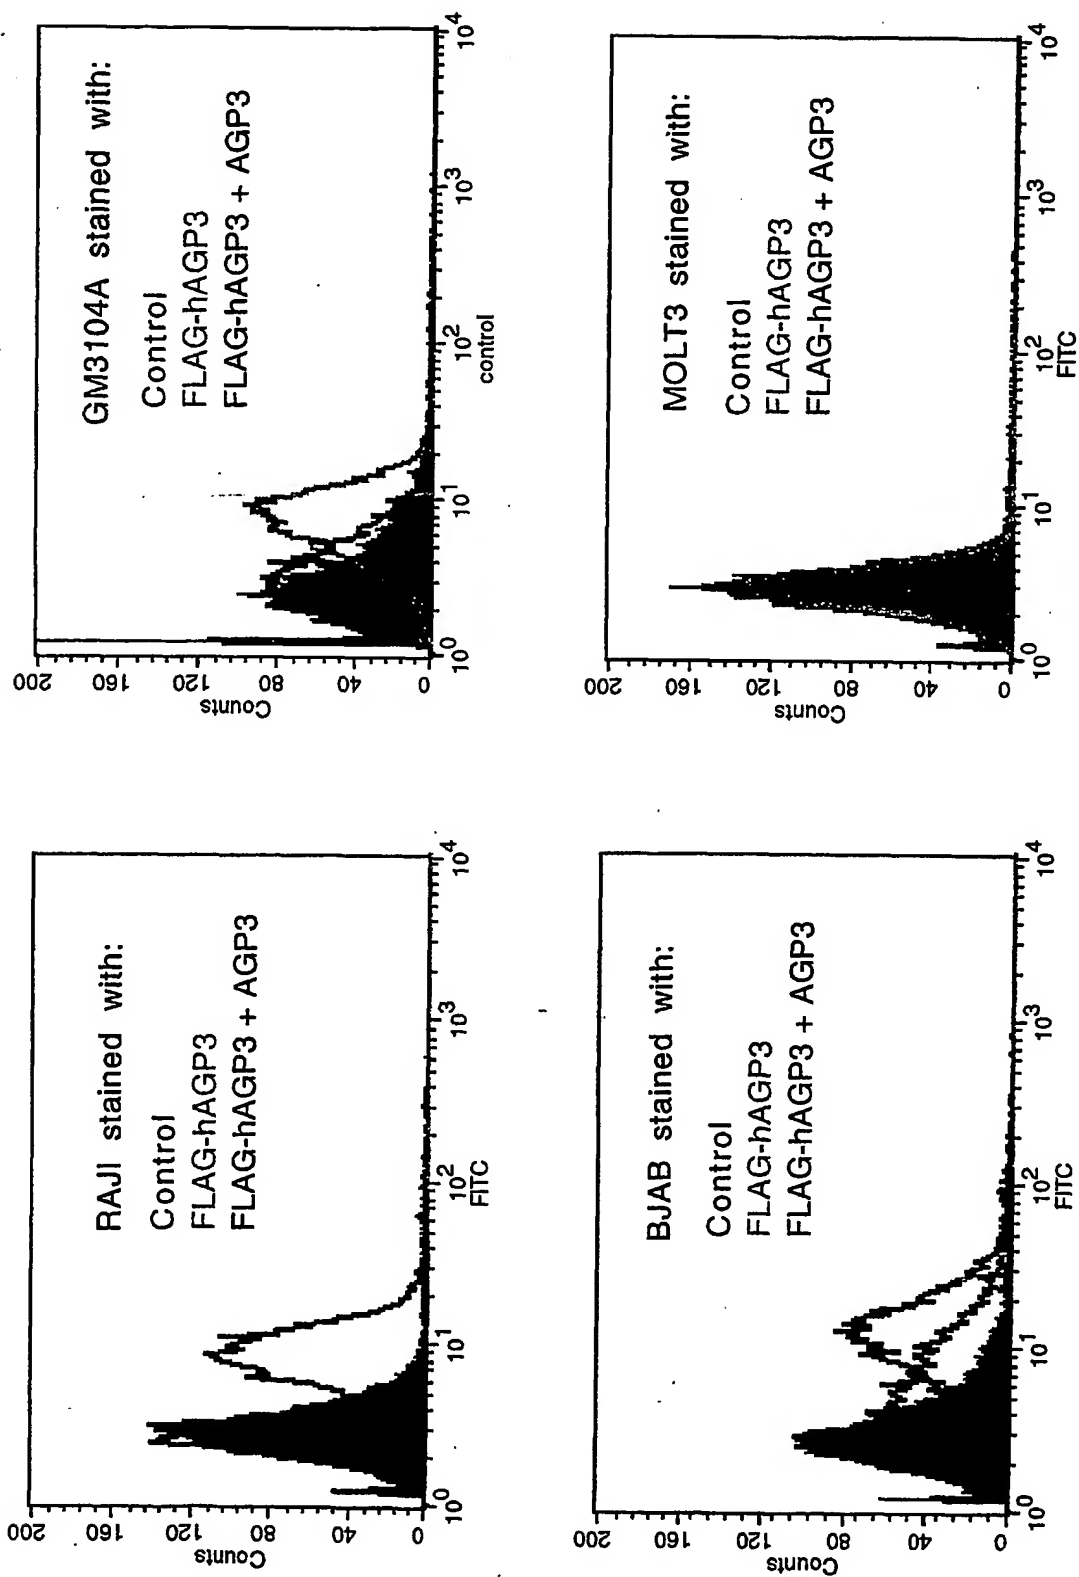 RAJI stained with:
Control
FLAG-hAGP3
FLAG-hAGP3 + AGP3
200
160
120
80
40
0
Counts
10^0
10^1
10^2
10^3
10^4
FITC
GM3104A stained with:
Control
FLAG-hAGP3
FLAG-hAGP3 + AGP3
200
160
120
80
40
0
Counts
10^0
10^1
10^2
10^3
10^4
control
BJAB stained with:
Control
FLAG-hAGP3
FLAG-hAGP3 + AGP3
200
160
120
80
40
0
Counts
10^0
10^1
10^2
10^3
10^4
FITC
MOLT3 stained with:
Control
FLAG-hAGP3
FLAG-hAGP3 + AGP3
200
160
120
80
40
0
Counts
10^0
10^1
10^2
10^3
10^4
FITC